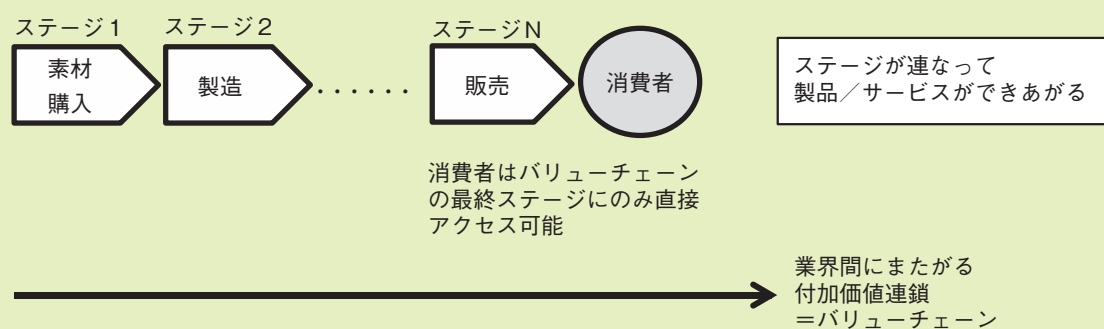 ステージ1
ステージ2
ステージN
素材
購入
製造
......
販売
消費者
ステージが連なって
製品／サービスができあがる
消費者はバリューチェーン
の最終ステージにのみ直接
アクセス可能
業界間にまたがる
付加価値連鎖
＝バリューチェーン